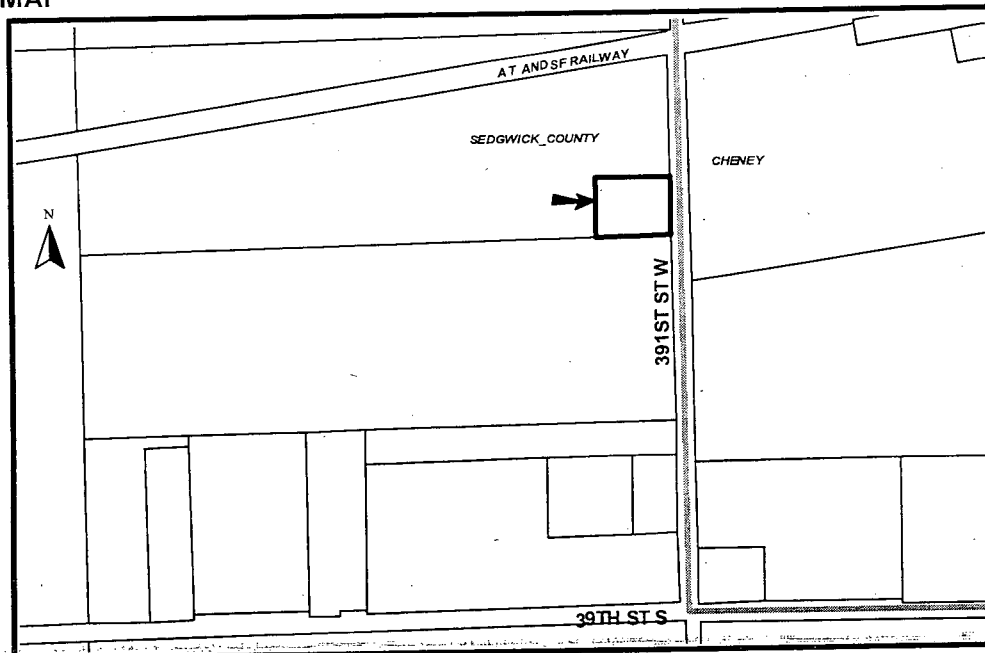 MAP
AT AND SF RAILWAY
SEDGWICK_COUNTY
CHENEY
N
391ST ST W
39TH ST S